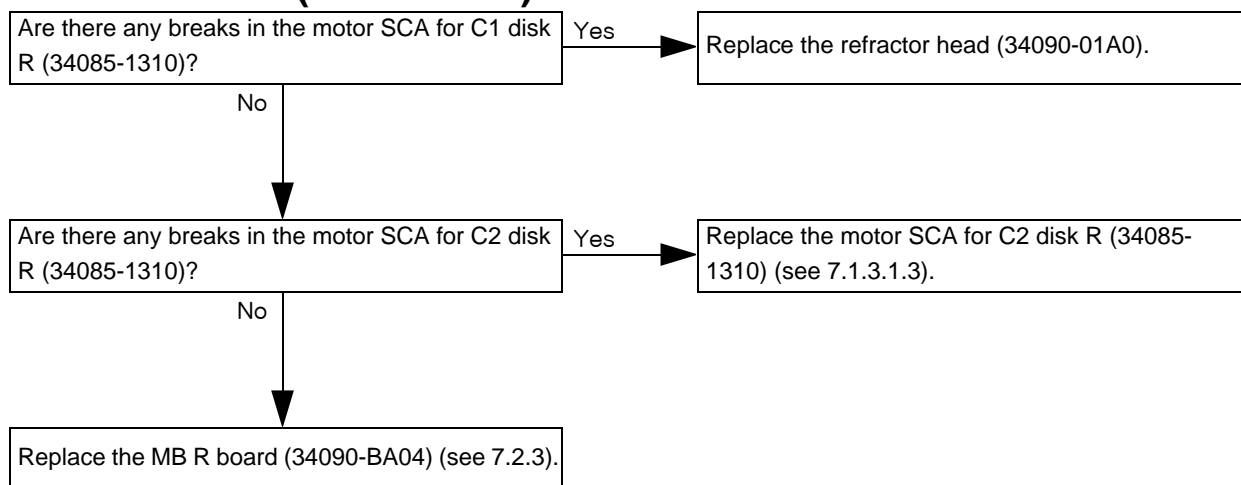 Are there any breaks in the motor SCA for C1 disk
R (34085-1310)?
Yes
Replace the refractor head (34090-01A0).
No
Are there any breaks in the motor SCA for C2 disk
R (34085-1310)?
Yes
Replace the motor SCA for C2 disk R (34085-
1310) (see 7.1.3.1.3).
No
Replace the MB R board (34090-BA04) (see 7.2.3).